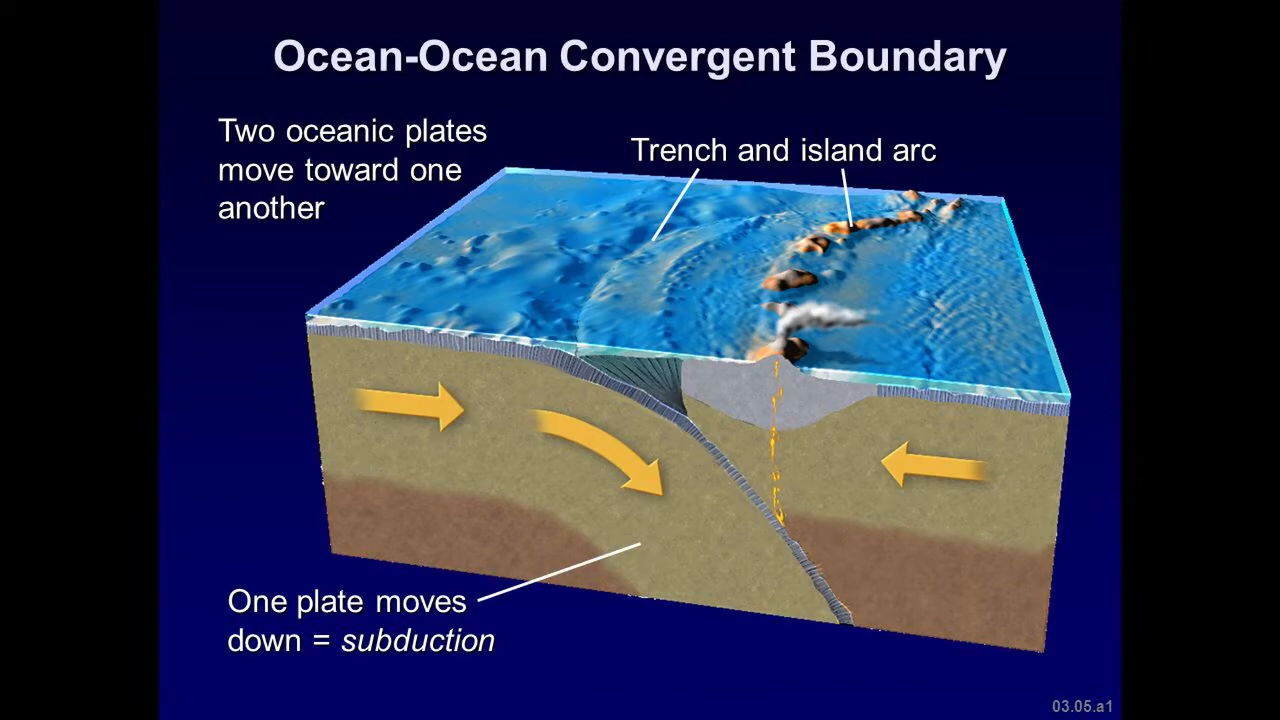 Ocean-Ocean Convergent Boundary
Two oceanic plates
move toward one
another
Trench and island arc
One plate moves
down = subduction
03.05.a1